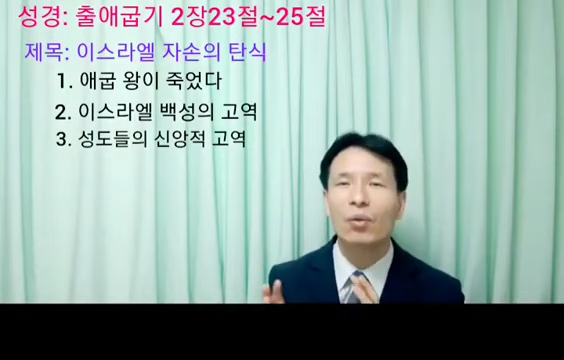 성경: 출애굽기 2장23절~25절
제목: 이스라엘 자손의 탄식
1. 애굽 왕이 죽었다
2. 이스라엘 백성의 고역
3. 성도들의 신앙적 고역